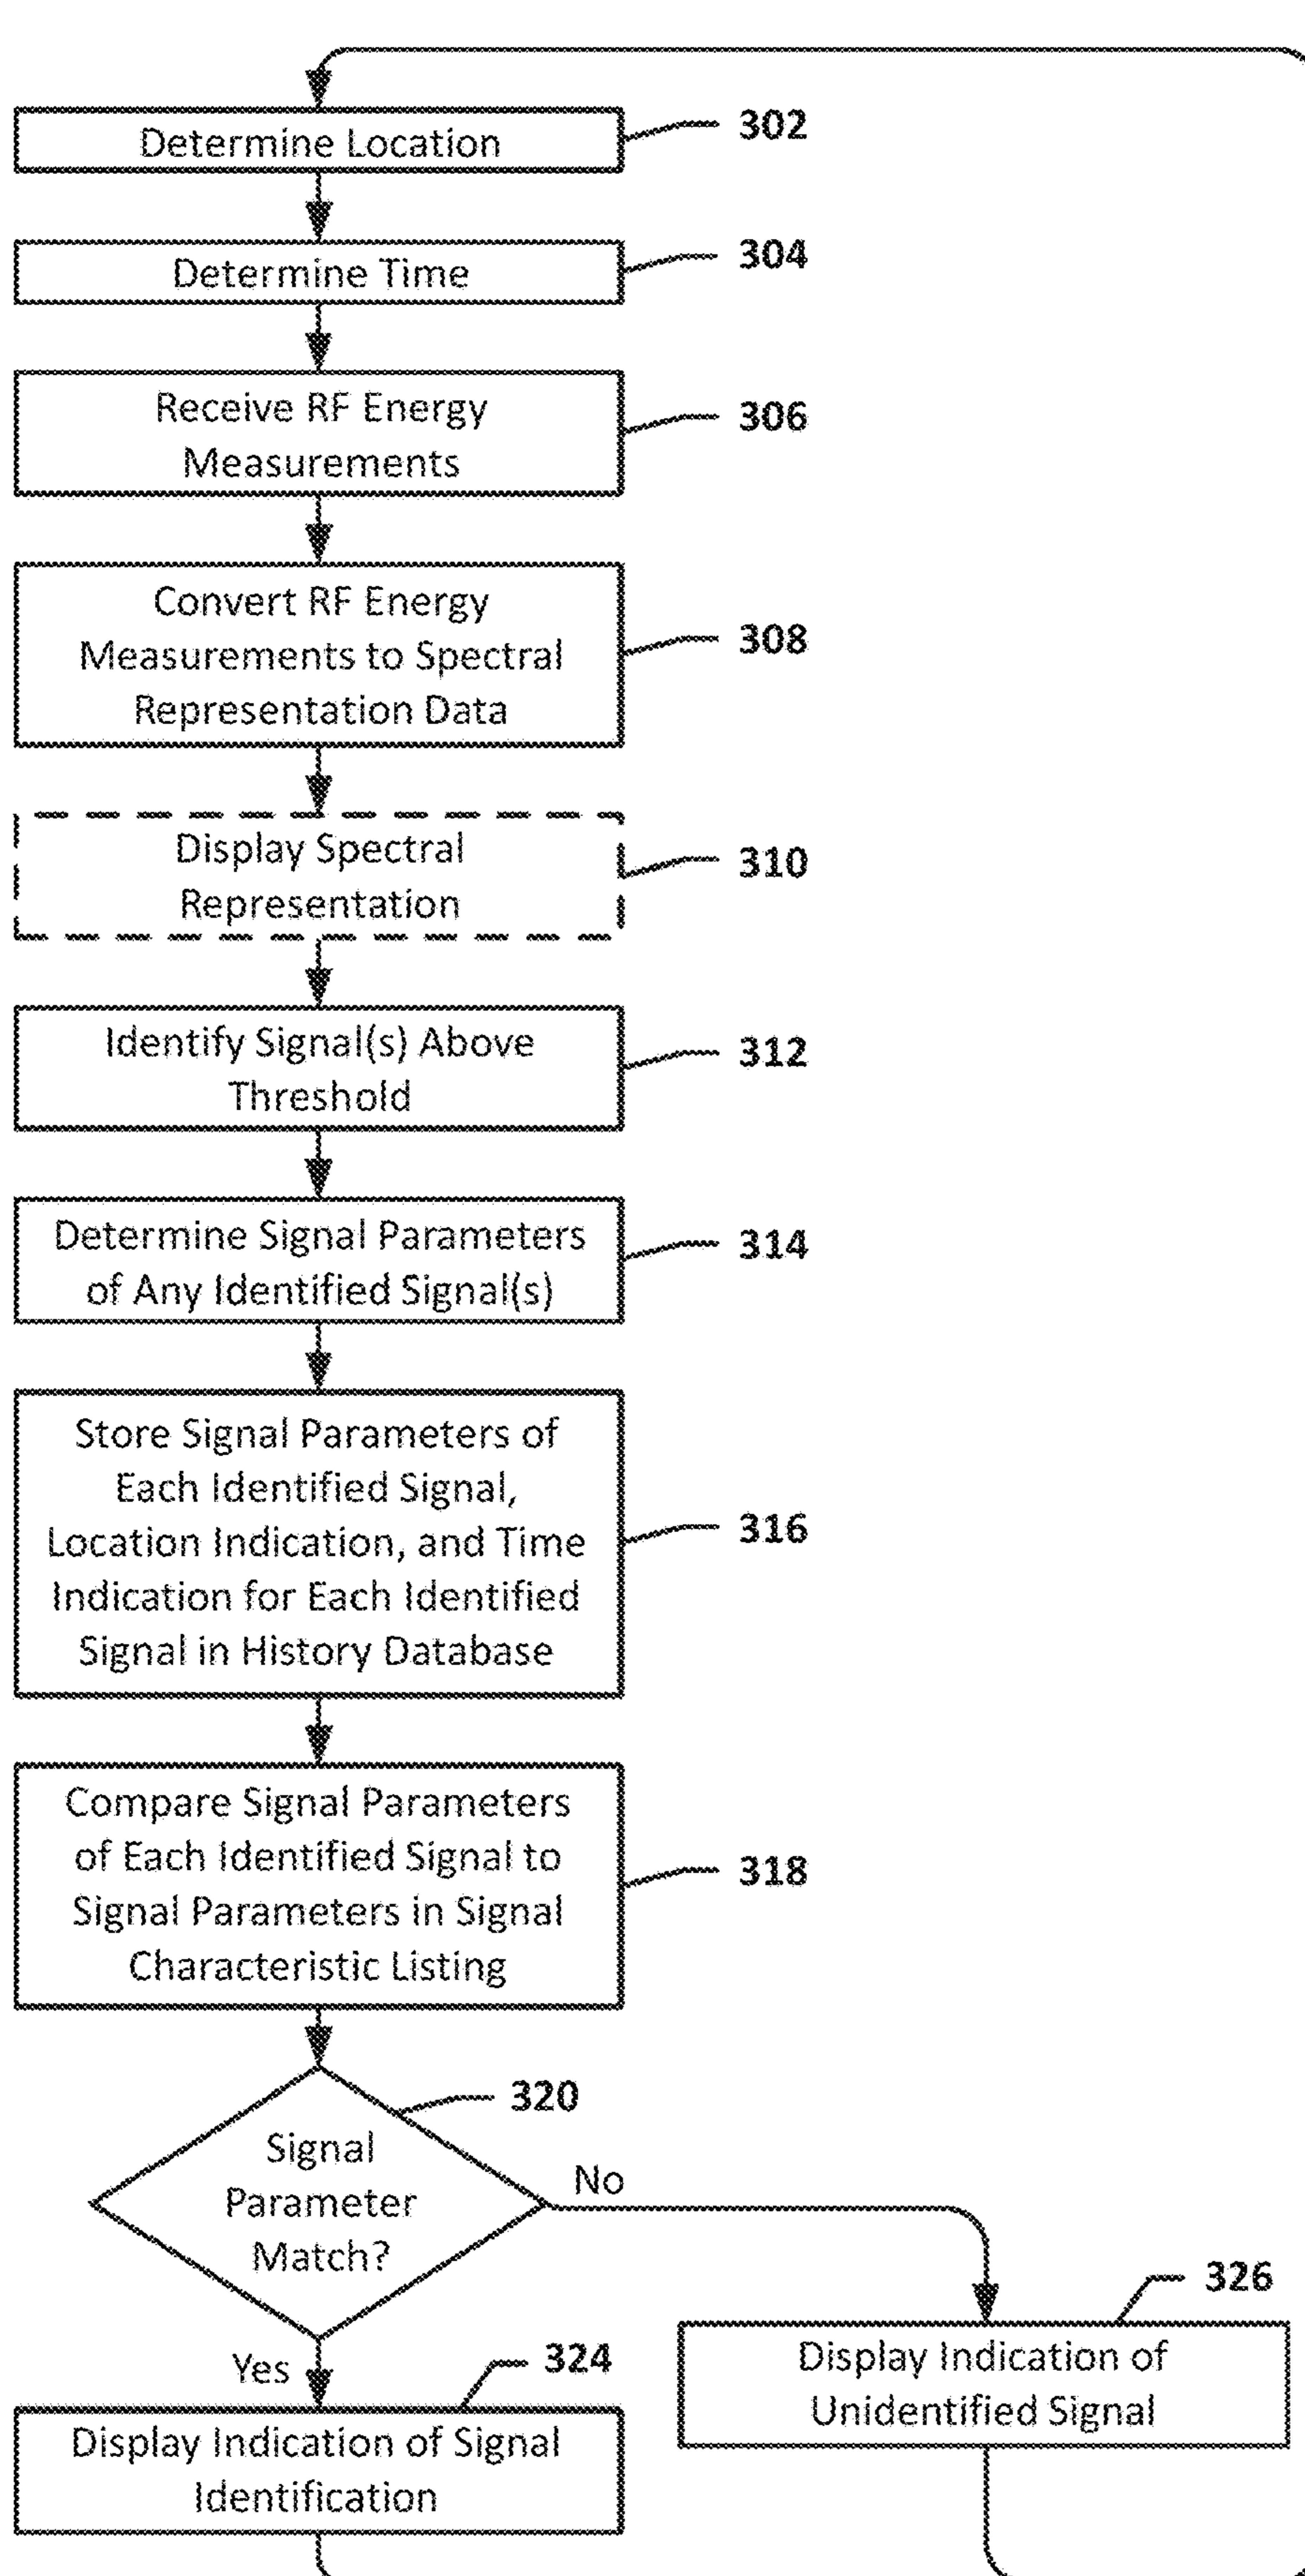 Determine Location
302
Determine Time
304
Receive RF Energy
Measurements
306
Convert RF Energy
Measurements to Spectral
Representation Data
308
Display Spectral
Representation
310
Identify Signal(s) Above
Threshold
312
Determine Signal Parameters
of Any Identified Signal(s)
314
Store Signal Parameters of
Each Identified Signal,
Location Indication, and Time
Indication for Each Identified
Signal in History Database
316
Compare Signal Parameters
of Each Identified Signal to
Signal Parameters in Signal
Characteristic Listing
318
320
Signal
Parameter
Match?
No
326
Display Indication of
Unidentified Signal
Yes
324
Display Indication of Signal
Identification